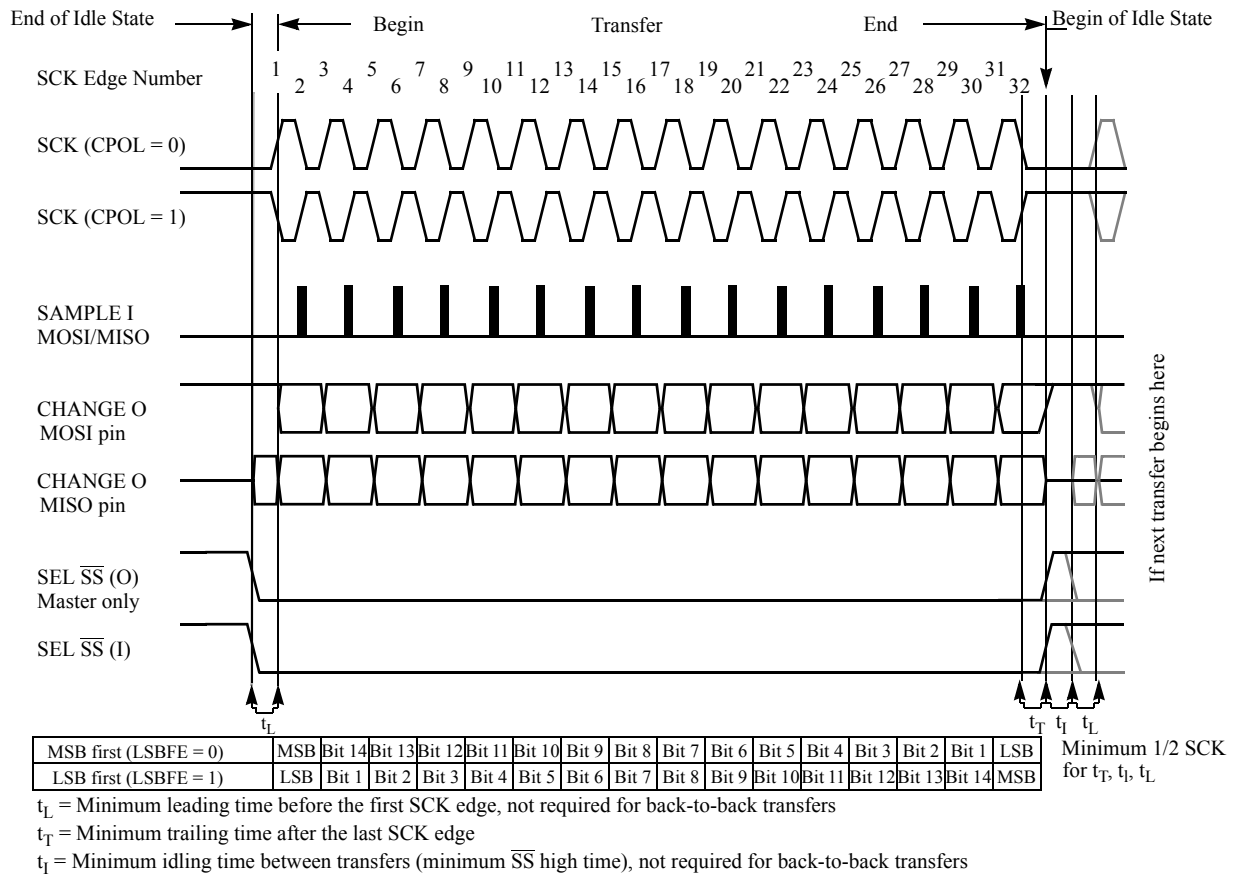 End of Idle State
Begin
Transfer
End
Begin of Idle State
SCK Edge Number
1 3 5 7 9 11 13 15 17 19 21 23 25 27 29 31
2 4 6 8 10 12 14 16 18 20 22 24 26 28 30 32
SCK (CPOL = 0)
SCK (CPOL = 1)
SAMPLE I
MOSI/MISO
CHANGE O
MOSI pin
CHANGE O
MISO pin
SEL SS (O)
Master only
SEL SS (I)
If next transfer begins here
tL
tT tI tL
MSB first (LSBFE = 0) MSB Bit 14 Bit 13 Bit 12 Bit 11 Bit 10 Bit 9 Bit 8 Bit 7 Bit 6 Bit 5 Bit 4 Bit 3 Bit 2 Bit 1 LSB
LSB first (LSBFE = 1) LSB Bit 1 Bit 2 Bit 3 Bit 4 Bit 5 Bit 6 Bit 7 Bit 8 Bit 9 Bit 10 Bit 11 Bit 12 Bit 13 Bit 14 MSB
Minimum 1/2 SCK
for tT, tl, tL
tL = Minimum leading time before the first SCK edge, not required for back-to-back transfers
tT = Minimum trailing time after the last SCK edge
tI = Minimum idling time between transfers (minimum SS high time), not required for back-to-back transfers